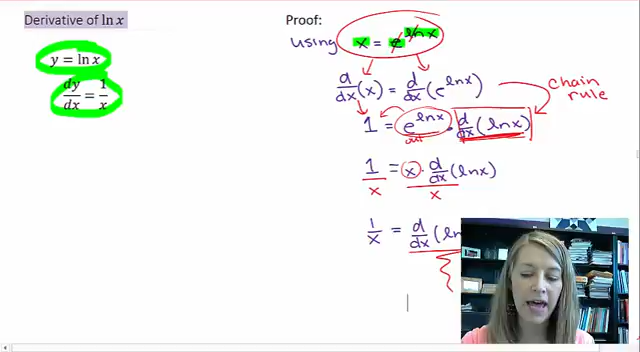 Derivative of ln x
y = ln x
dy/dx = 1/x
Proof:
using x = e^ln x
d/dx (x) = d/dx (e^ln x)
chain rule
1 = e^ln x · d/dx (ln x)
out
1/x = x · d/dx (ln x)/x
1/x = d/dx (ln